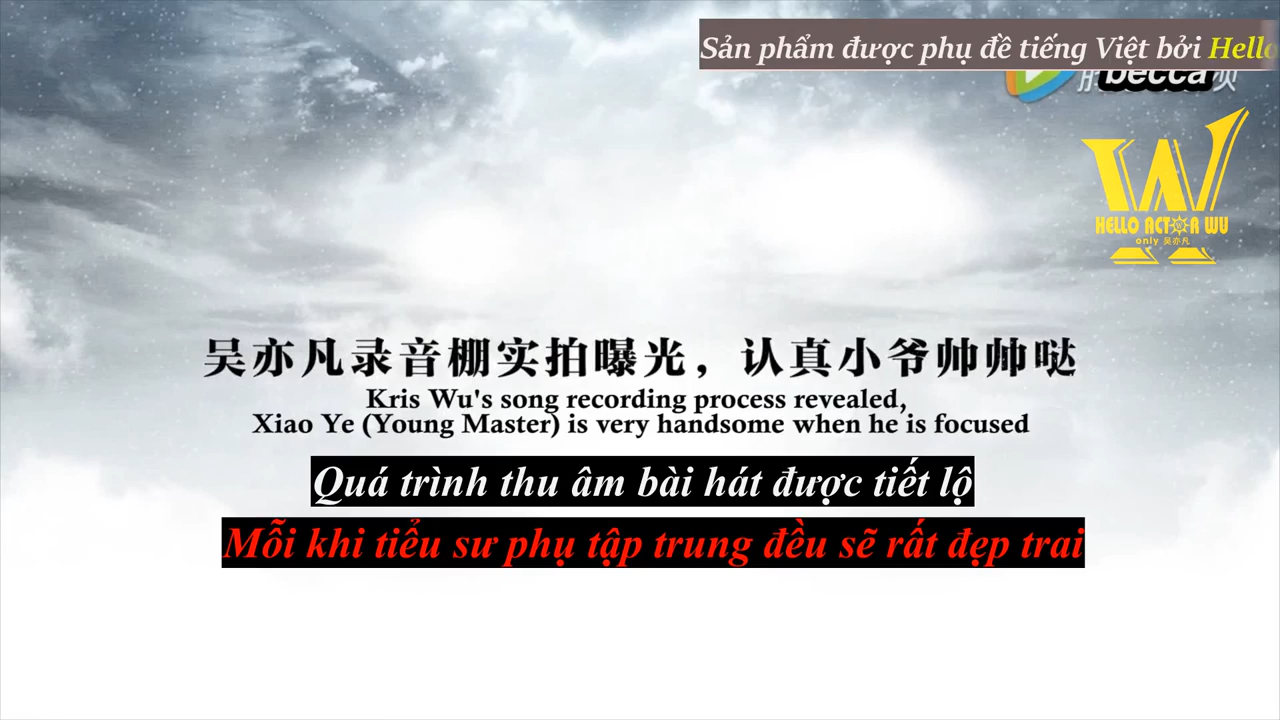 Sản phẩm được phụ đề tiếng Việt bởi Hello
becca
HELLO ACTOR WU
only 吴亦凡
吴亦凡录音棚实拍曝光，认真小爷帅帅哒
Kris Wu's song recording process revealed,
Xiao Ye (Young Master) is very handsome when he is focused
Quá trình thu âm bài hát được tiết lộ
Mỗi khi tiểu sư phụ tập trung đều sẽ rất đẹp trai